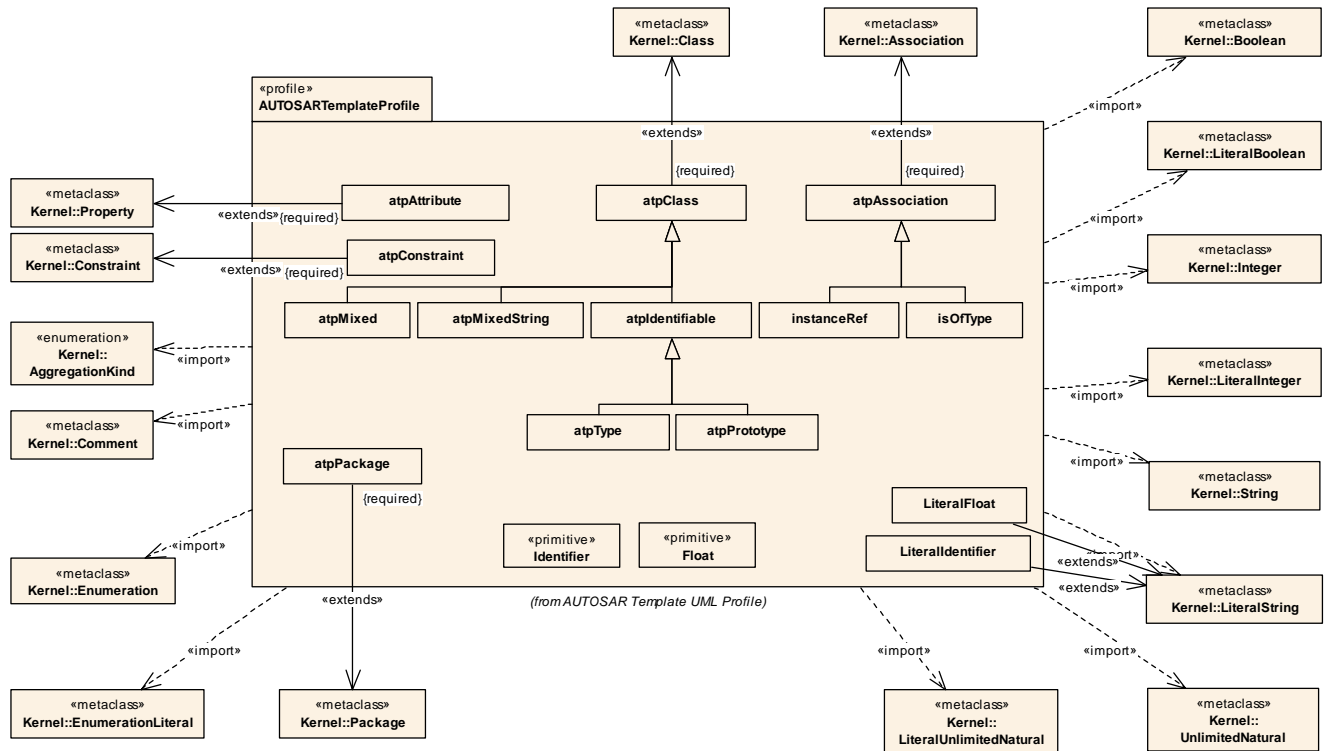 «metaclass»
Kernel::Class
«metaclass»
Kernel::Association
«metaclass»
Kernel::Boolean
«profile»
AUTOSARTemplateProfile
«import»
«extends»
«extends»
«metaclass»
Kernel::LiteralBoolean
{required}
{required}
«metaclass»
Kernel::Property
«extends»
{required}
atpAttribute
atpClass
atpAssociation
«import»
«metaclass»
Kernel::Constraint
«extends»
{required}
atpConstraint
«metaclass»
Kernel::Integer
«import»
atpMixed
atpMixedString
atpIdentifiable
instanceRef
isOfType
«enumeration»
Kernel::
AggregationKind
«import»
«metaclass»
Kernel::LiteralInteger
«import»
«metaclass»
Kernel::Comment
«import»
atpType
atpPrototype
atpPackage
{required}
«import»
«metaclass»
Kernel::String
LiteralFloat
«primitive»
Identifier
«primitive»
Float
LiteralIdentifier
«import»
«import»
«extends»
«extends»
«metaclass»
Kernel::Enumeration
«metaclass»
Kernel::LiteralString
«extends»
(from AUTOSAR Template UML Profile)
«import»
«import»
«import»
«metaclass»
Kernel::EnumerationLiteral
«metaclass»
Kernel::Package
«metaclass»
Kernel::
LiteralUnlimitedNatural
«metaclass»
Kernel::
UnlimitedNatural